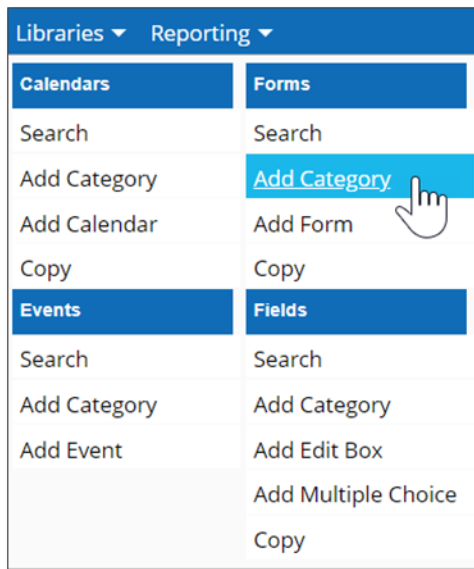 Libraries Reporting
Calendars
Search
Add Category
Add Calendar
Copy
Forms
Search
Add Category
Add Form
Copy
Events
Search
Add Category
Add Event
Fields
Search
Add Category
Add Edit Box
Add Multiple Choice
Copy